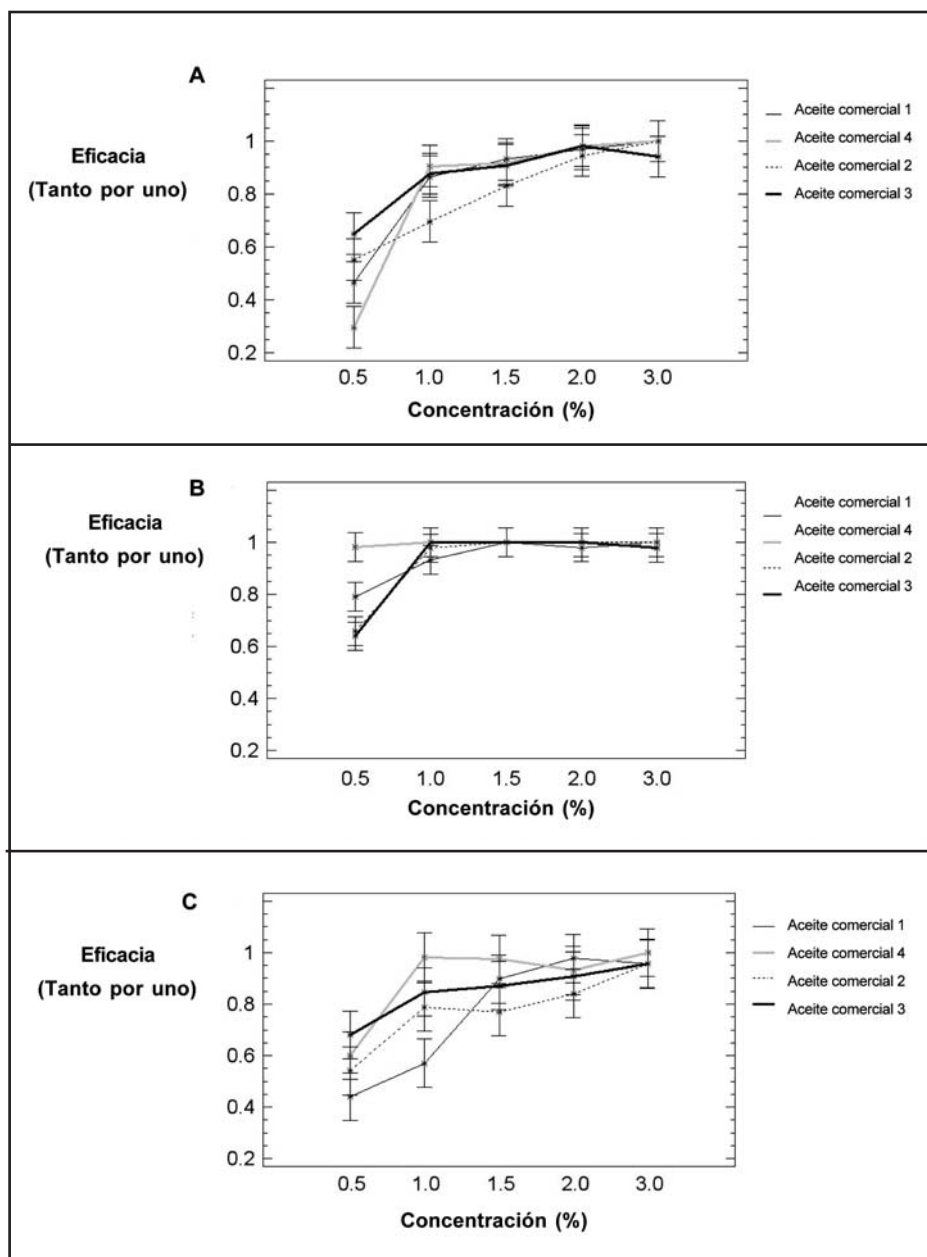 A
Eficacia
(Tanto por uno)
1
0.8
0.6
0.4
0.2
0.5 1.0 1.5 2.0 3.0
Concentración (%)
Aceite comercial 1
Aceite comercial 4
Aceite comercial 2
Aceite comercial 3
B
Eficacia
(Tanto por uno)
1
0.8
0.6
0.4
0.2
0.5 1.0 1.5 2.0 3.0
Concentración (%)
Aceite comercial 1
Aceite comercial 4
Aceite comercial 2
Aceite comercial 3
C
Eficacia
(Tanto por uno)
1
0.8
0.6
0.4
0.2
0.5 1.0 1.5 2.0 3.0
Concentración (%)
Aceite comercial 1
Aceite comercial 4
Aceite comercial 2
Aceite comercial 3